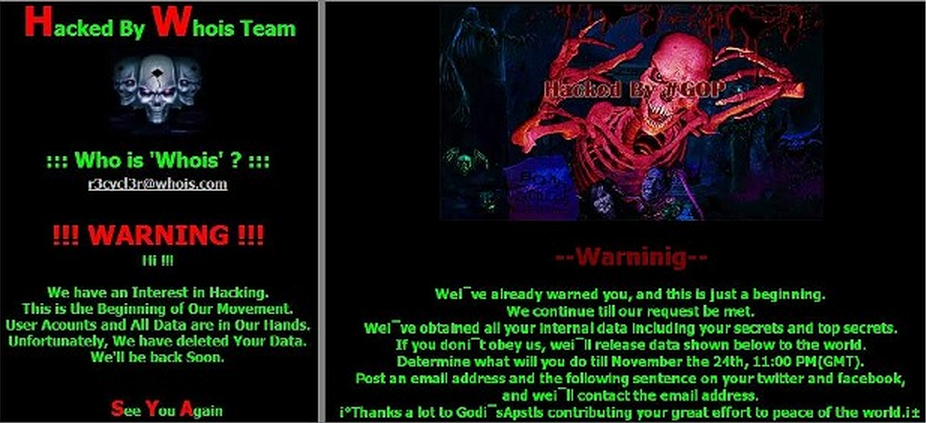 Hacked By Whois Team
::: Who is 'Whois' ? :::
r3cycl3r@whois.com
!!! WARNING !!!
Hi !!!
We have an Interest in Hacking.
This is the Beginning of Our Movement.
User Acounts and All Data are in Our Hands.
Unfortunately, We have deleted Your Data.
We'll be back Soon.
See You Again
Hacked By #GOP
--Warninig--
Wei¯ve already warned you, and this is just a beginning.
We continue till our request be met.
Wei¯ve obtained all your internal data including your secrets and top secrets.
If you doni¯t obey us, wei¯ll release data shown below to the world.
Determine what will you do till November the 24th, 11:00 PM(GMT).
Post an email address and the following sentence on your twitter and facebook,
and wei¯ll contact the email address.
i°Thanks a lot to Godi¯sApstls contributing your great effort to peace of the world.i±